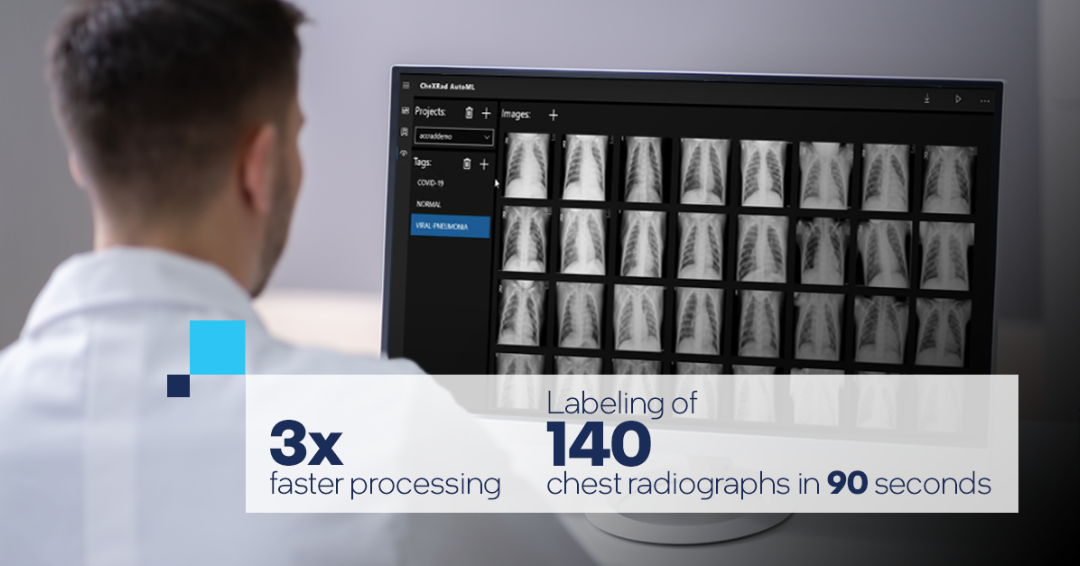 CheXRad AutoML
Projects:
Images:
accraddemo
Tags:
COVID-19
NORMAL
VIRAL-PNEUMONIA
3x
faster processing
Labeling of
140
chest radiographs in 90 seconds